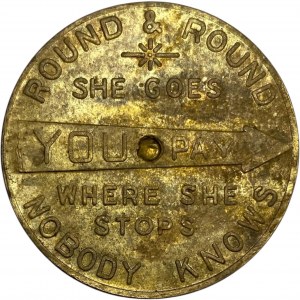 ROUND & ROUND
SHE GOES
YOU PAY
WHERE SHE
STOPS
NOBODY KNOWS